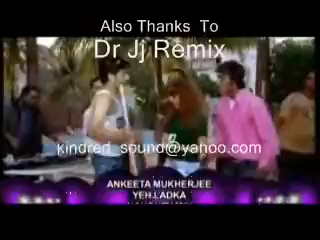 Also Thanks To
Dr Jj Remix
kindred_sound@yahoo.com
ANKEETA MUKHERJEE
YEH LADKA